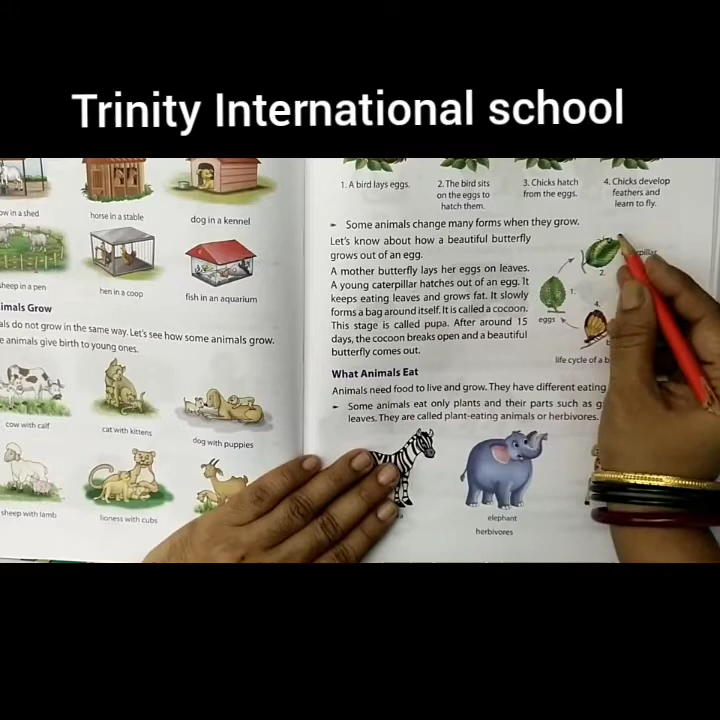 Trinity International school
ow in a shed
horse in a stable
dog in a kennel
sheep in a pen
hen in a coop
fish in an aquarium
imals Grow
als do not grow in the same way. Let's see how some animals grow.
e animals give birth to young ones.
cow with calf
cat with kittens
dog with puppies
sheep with lamb
lioness with cubs
1. A bird lays eggs.
2. The bird sits
on the eggs to
hatch them.
3. Chicks hatch
from the eggs.
4. Chicks develop
feathers and
learn to fly.
Some animals change many forms when they grow.
Let's know about how a beautiful butterfly
grows out of an egg.
A mother butterfly lays her eggs on leaves.
A young caterpillar hatches out of an egg. It
keeps eating leaves and grows fat. It slowly
forms a bag around itself. It is called a cocoon.
This stage is called pupa. After around 15
days, the cocoon breaks open and a beautiful
butterfly comes out.
2.
1.
eggs
4.
life cycle of a b
What Animals Eat
Animals need food to live and grow. They have different eating
Some animals eat only plants and their parts such as g
leaves. They are called plant-eating animals or herbivores.
elephant
herbivores